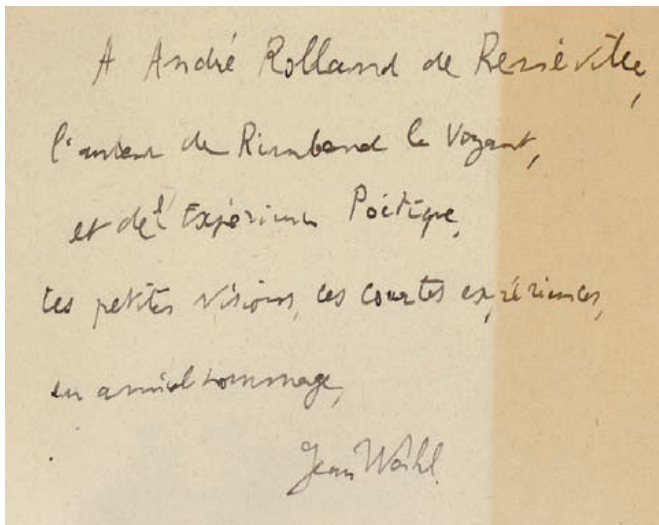 A André Rolland de Renéville,
l'auteur de Rimbaud le Voyant,
et de l'Expérience Poétique,
ces petites visions, ces courtes expériences,
en amical hommage,
Jean Wahl.